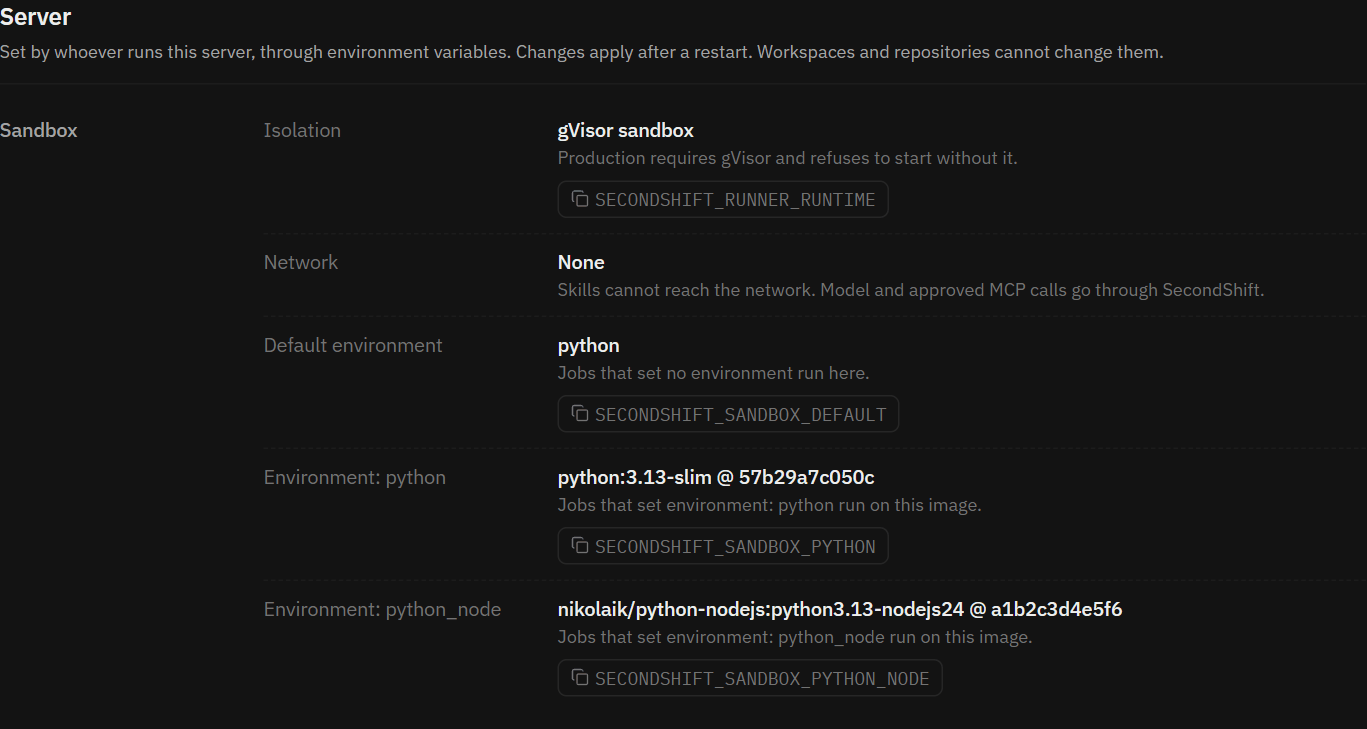 Server
Set by whoever runs this server, through environment variables. Changes apply after a restart. Workspaces and repositories cannot change them.
Sandbox
Isolation
gVisor sandbox
Production requires gVisor and refuses to start without it.
SECONDSHIFT_RUNNER_RUNTIME
Network
None
Skills cannot reach the network. Model and approved MCP calls go through SecondShift.
Default environment
python
Jobs that set no environment run here.
SECONDSHIFT_SANDBOX_DEFAULT
Environment: python
python:3.13-slim @ 57b29a7c050c
Jobs that set environment: python run on this image.
SECONDSHIFT_SANDBOX_PYTHON
Environment: python_node
nikolaik/python-nodejs:python3.13-nodejs24 @ a1b2c3d4e5f6
Jobs that set environment: python_node run on this image.
SECONDSHIFT_SANDBOX_PYTHON_NODE